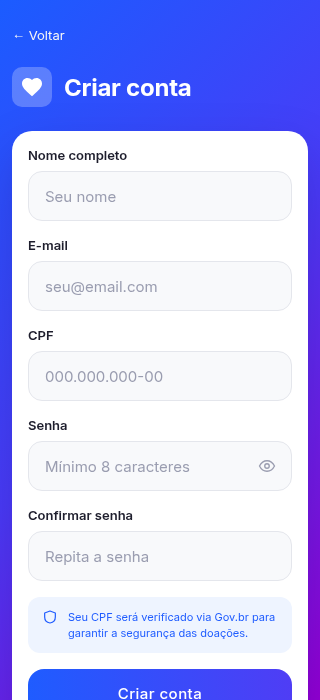 ← Voltar
Criar conta
Nome completo
Seu nome
E-mail
seu@email.com
CPF
000.000.000-00
Senha
Mínimo 8 caracteres
Confirmar senha
Repita a senha
Seu CPF será verificado via Gov.br para
garantir a segurança das doações.
Criar conta